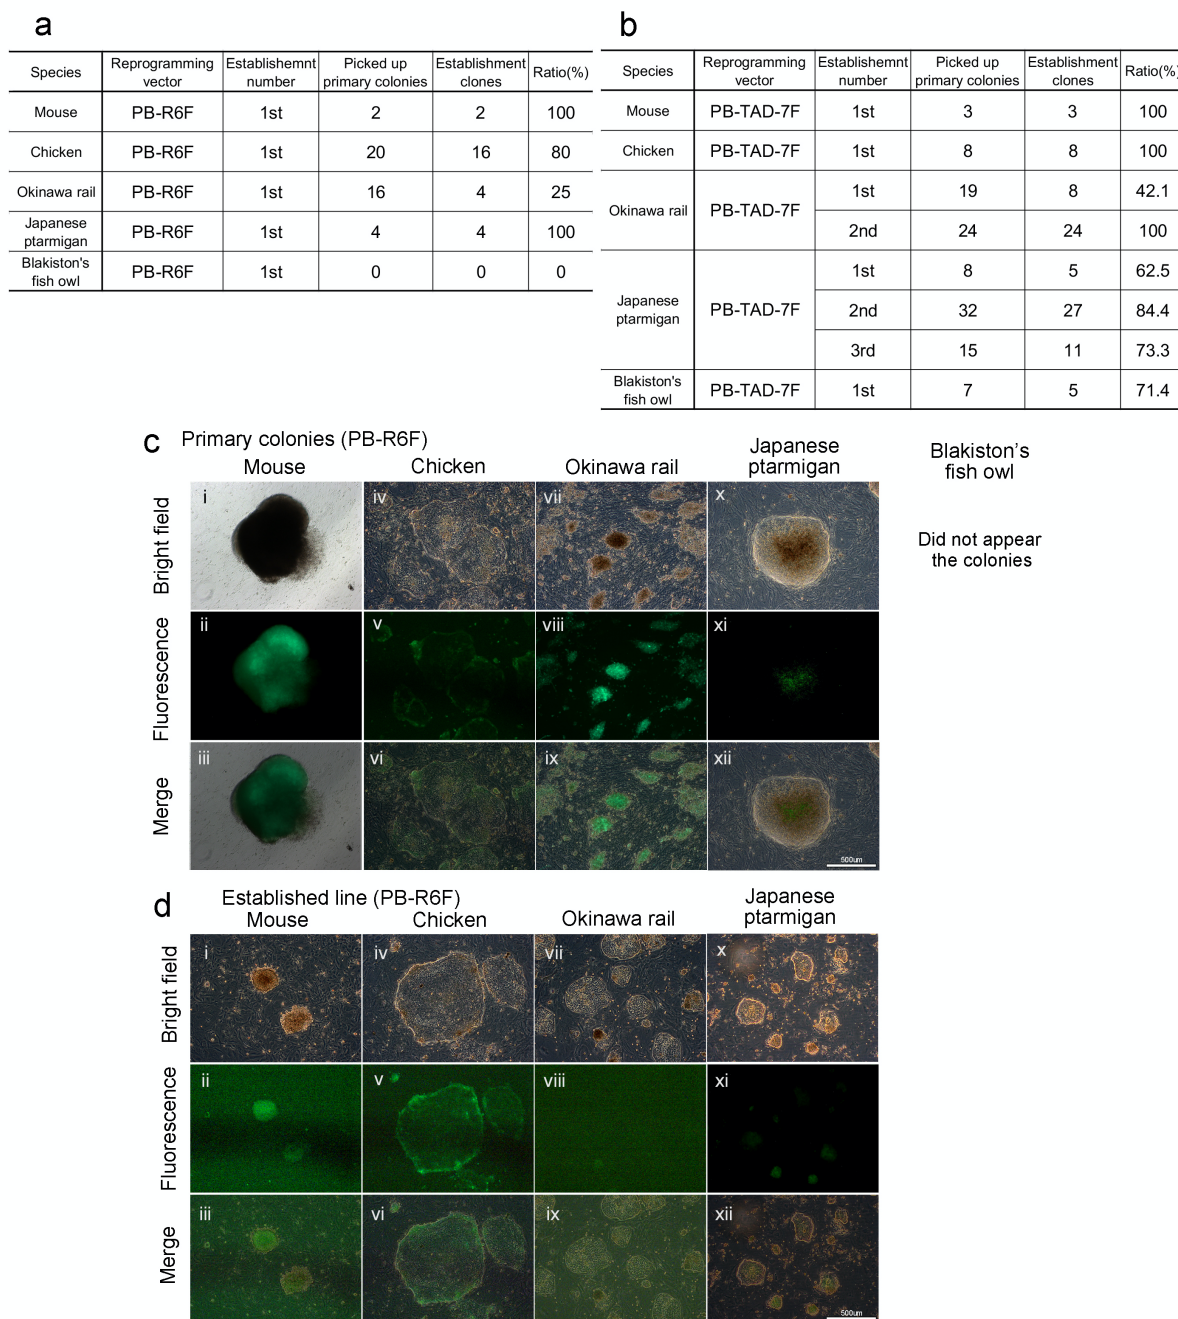 a
Species Reprogramming vector Establishemnt number Picked up primary colonies Establishment clones Ratio(%)
Mouse PB-R6F 1st 2 2 100
Chicken PB-R6F 1st 20 16 80
Okinawa rail PB-R6F 1st 16 4 25
Japanese ptarmigan PB-R6F 1st 4 4 100
Blakiston's fish owl PB-R6F 1st 0 0 0
b
Species Reprogramming vector Establishemnt number Picked up primary colonies Establishment clones Ratio(%)
Mouse PB-TAD-7F 1st 3 3 100
Chicken PB-TAD-7F 1st 8 8 100
Okinawa rail PB-TAD-7F 1st 19 8 42.1
2nd 24 24 100
Japanese ptarmigan PB-TAD-7F 1st 8 5 62.5
2nd 32 27 84.4
3rd 15 11 73.3
Blakiston's fish owl PB-TAD-7F 1st 7 5 71.4
c Primary colonies (PB-R6F)
Mouse Chicken Okinawa rail Japanese ptarmigan Blakiston's fish owl
Bright field i iv vii x
Did not appear
the colonies
Fluorescence ii v viii xi
Merge iii vi ix xii
500um
d Established line (PB-R6F)
Mouse Chicken Okinawa rail Japanese ptarmigan
Bright field i iv vii x
Fluorescence ii v viii xi
Merge iii vi ix xii
500um